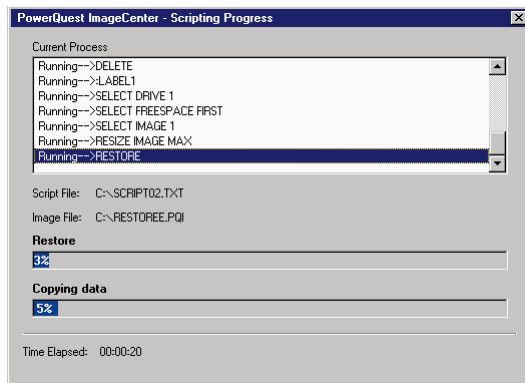 PowerQuest ImageCenter - Scripting Progress
Current Process
Running-->DELETE
Running-->:LABEL1
Running-->SELECT DRIVE 1
Running-->SELECT FREESPACE FIRST
Running-->SELECT IMAGE 1
Running-->RESIZE IMAGE MAX
Running-->RESTORE
Script File: C:\SCRIPT02.TXT
Image File: C:\RESTOREE.PQI
Restore
3%
Copying data
5%
Time Elapsed: 00:00:20